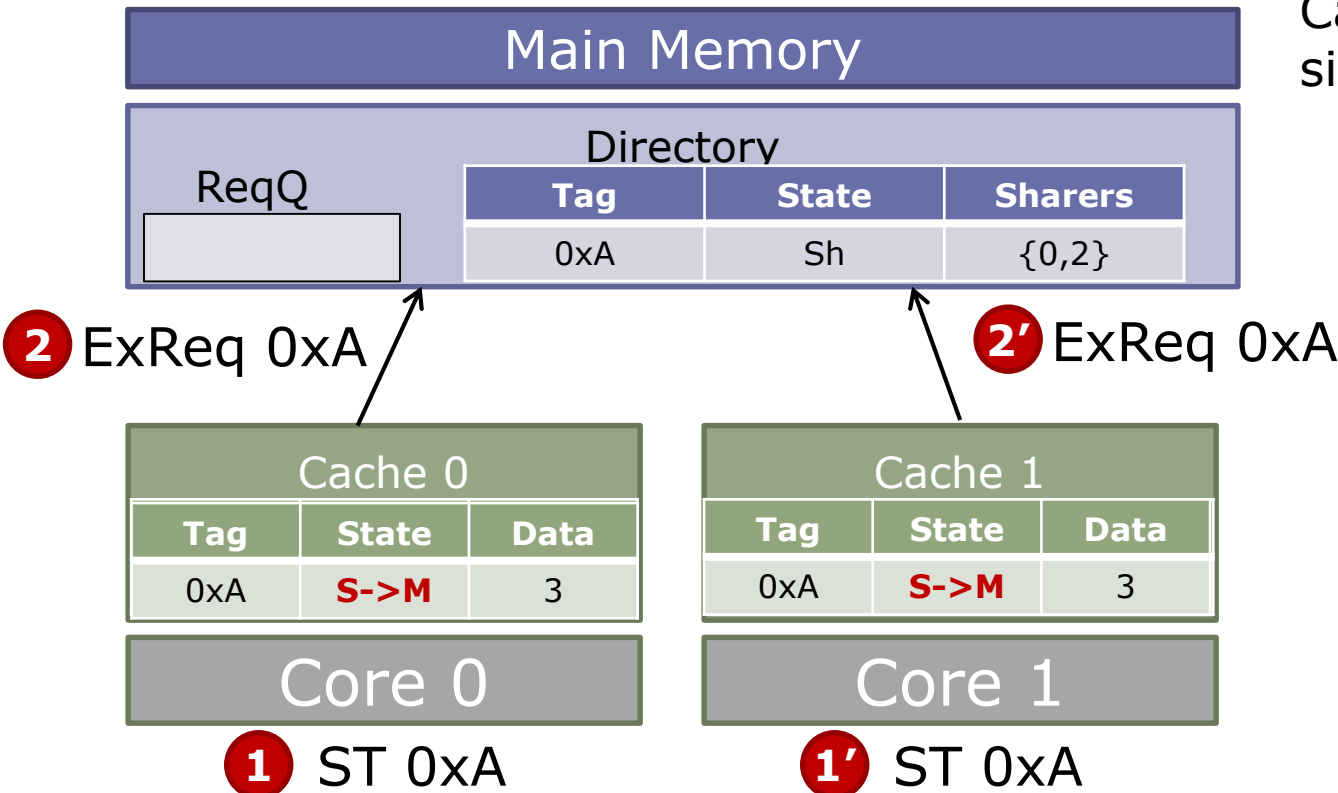 Main Memory
Ca
si
Directory
ReqQ
Tag State Sharers
0xA Sh {0,2}
2 ExReq 0xA
2’ ExReq 0xA
Cache 0
Tag State Data
0xA S->M 3
Core 0
1 ST 0xA
Cache 1
Tag State Data
0xA S->M 3
Core 1
1’ ST 0xA